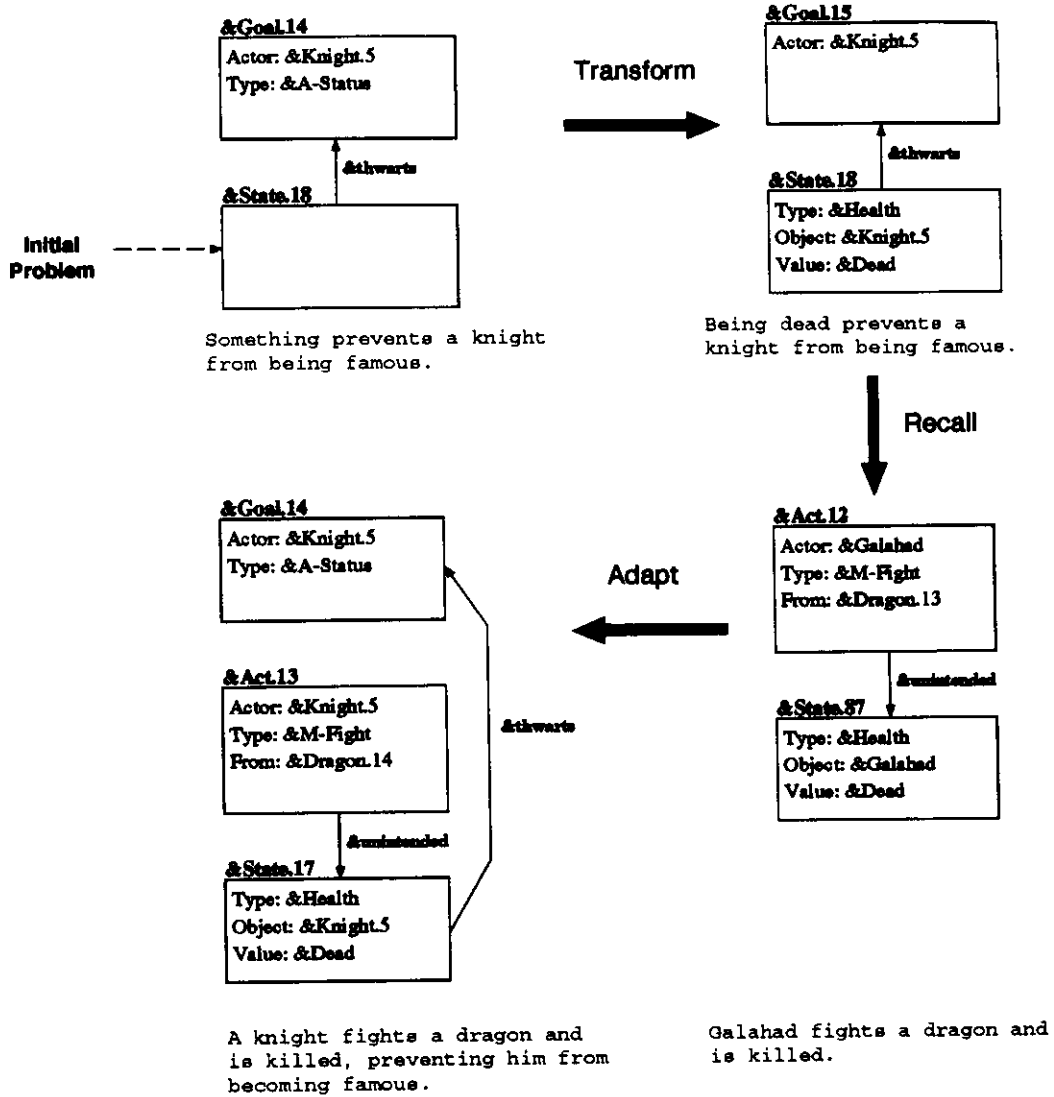 &Goal.14
Actor: &Knight.5
Type: &A-Status
&thwarts
&State.18
Initial
Problem
Something prevents a knight
from being famous.
Transform
&Goal.15
Actor: &Knight.5
&thwarts
&State.18
Type: &Health
Object: &Knight.5
Value: &Dead
Being dead prevents a
knight from being famous.
Recall
&Act.12
Actor: &Galahad
Type: &M-Fight
From: &Dragon.13
&unintended
&State.87
Type: &Health
Object: &Galahad
Value: &Dead
Galahad fights a dragon and
is killed.
Adapt
&Goal.14
Actor: &Knight.5
Type: &A-Status
&Act.13
Actor: &Knight.5
Type: &M-Fight
From: &Dragon.14
&thwarts
&unintended
&State.17
Type: &Health
Object: &Knight.5
Value: &Dead
A knight fights a dragon and
is killed, preventing him from
becoming famous.